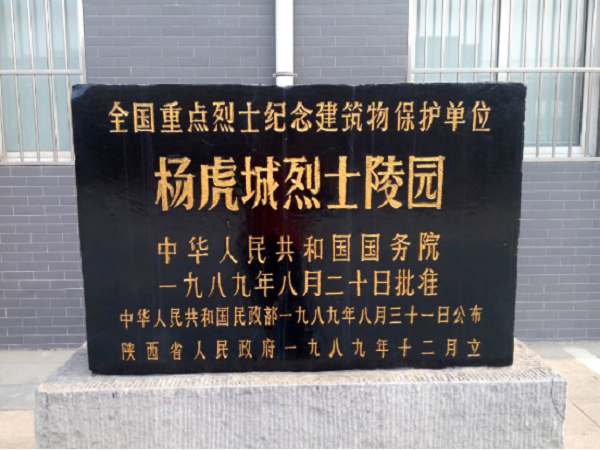 全国重点烈士纪念建筑物保护单位
杨虎城烈士陵园
中华人民共和国国务院
一九八九年八月二十日批准
中华人民共和国民政部一九八九年八月三十一日公布
陕西省人民政府一九八九年十二月立